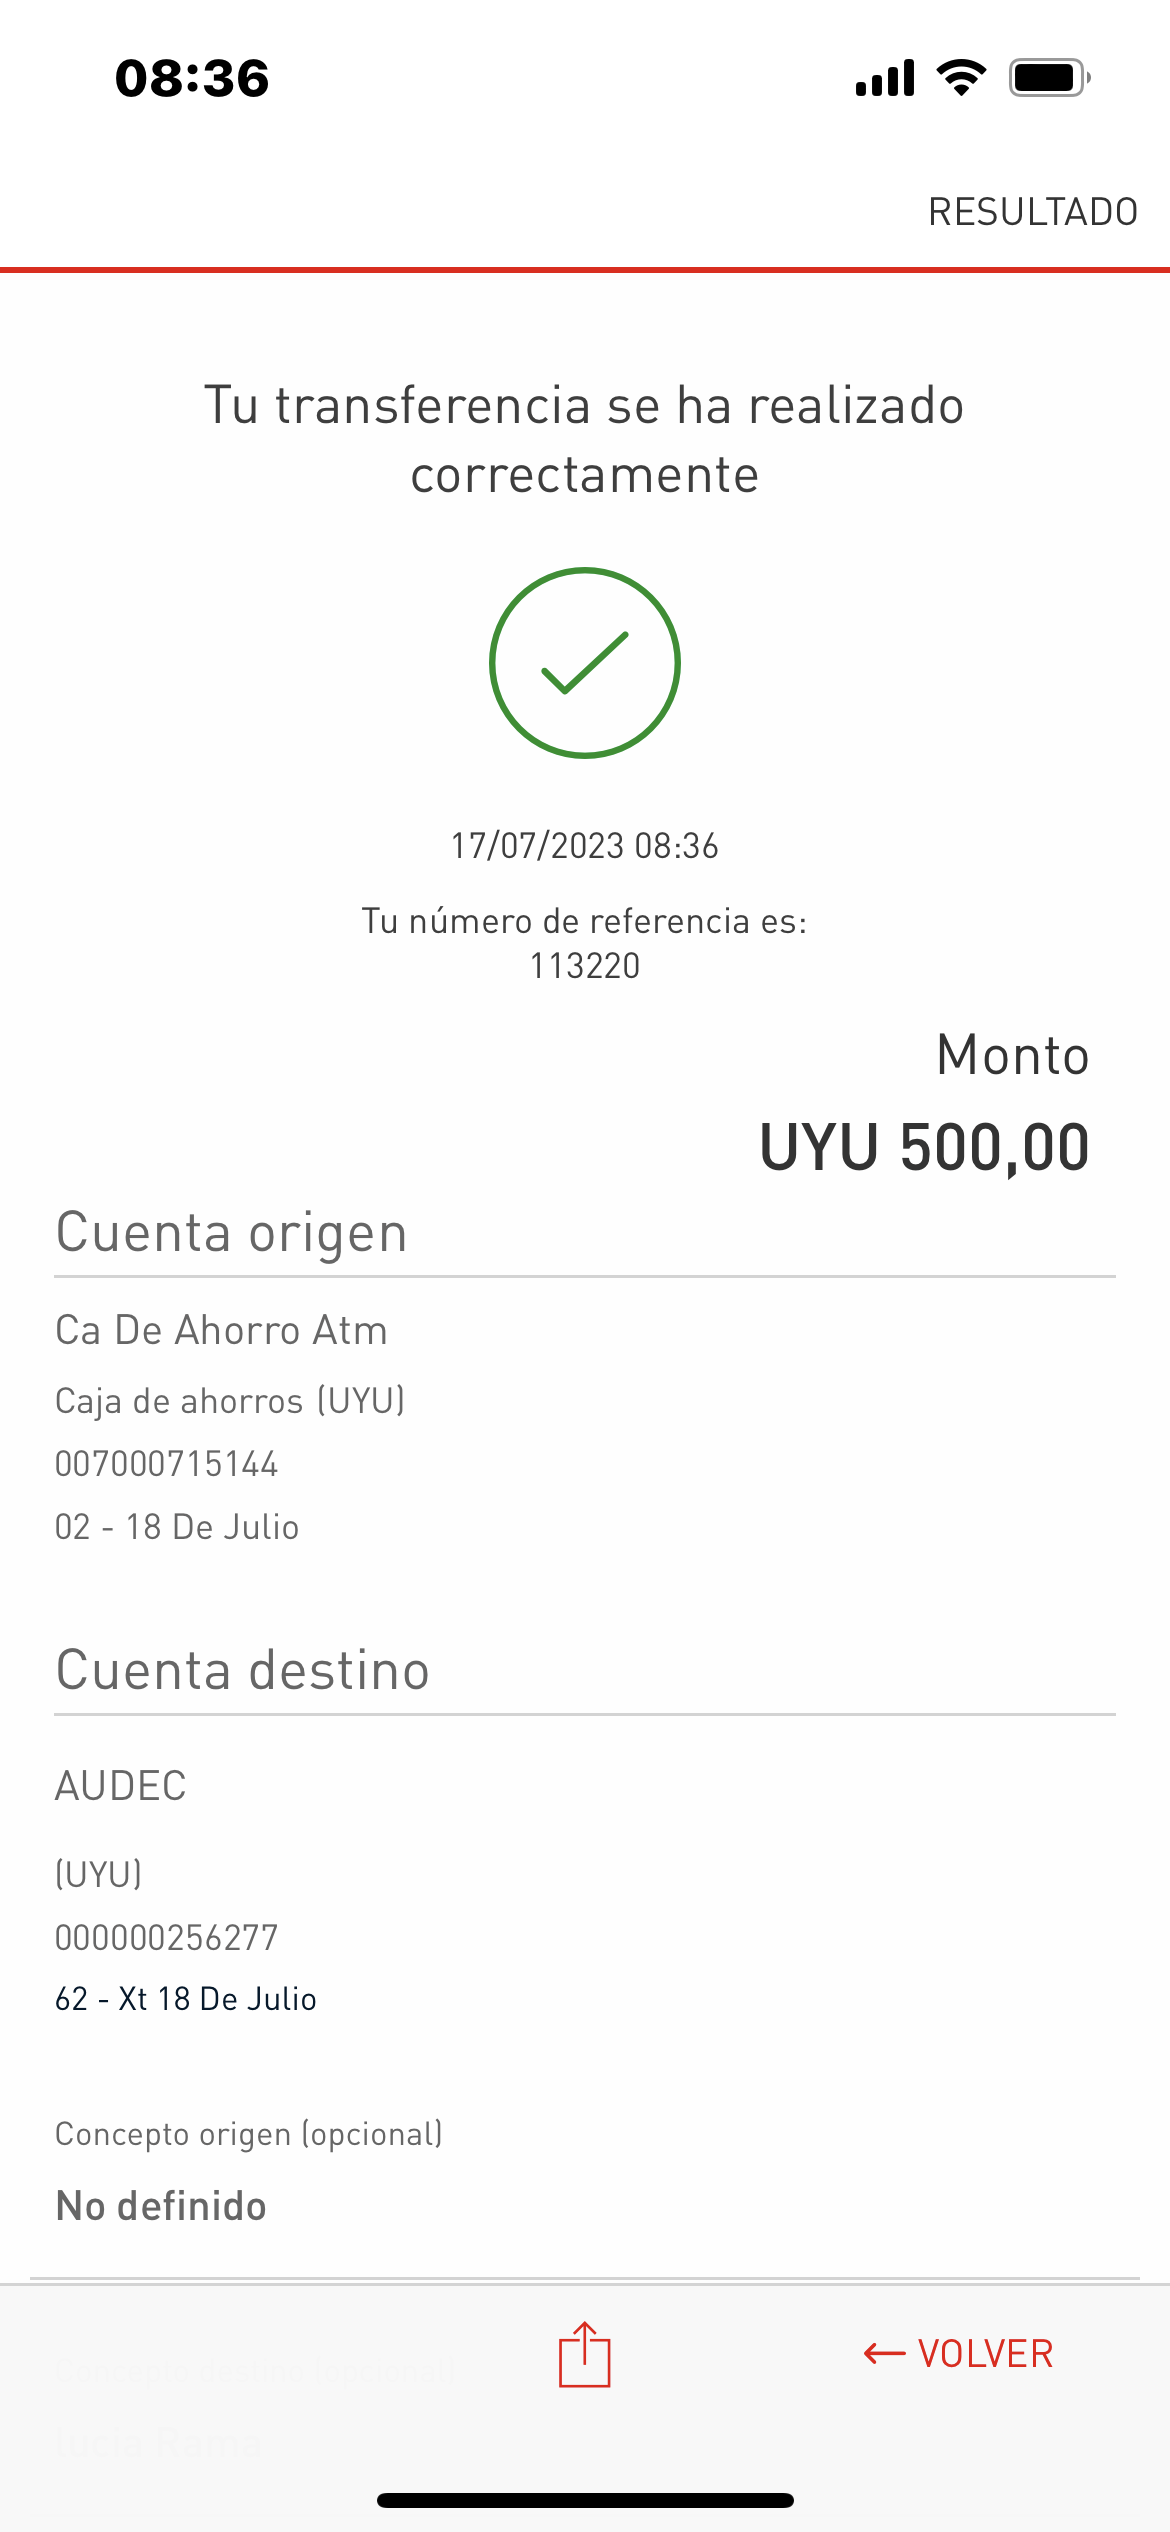 08:36
RESULTADO
Tu transferencia se ha realizado
correctamente
17/07/2023 08:36
Tu número de referencia es:
113220
Monto
UYU 500,00
Cuenta origen
Ca De Ahorro Atm
Caja de ahorros (UYU)
007000715144
02 - 18 De Julio
Cuenta destino
AUDEC
(UYU)
000000256277
62 - Xt 18 De Julio
Concepto origen (opcional)
No definido
← VOLVER